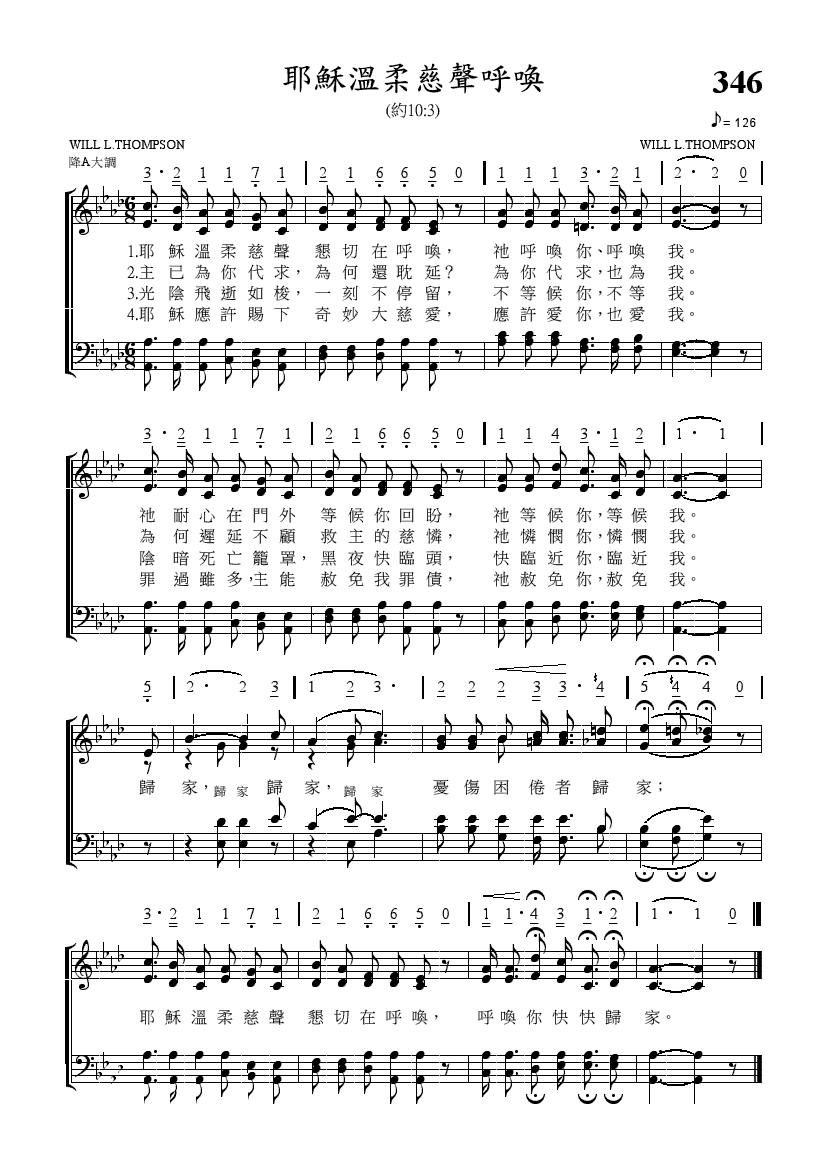 耶穌溫柔慈聲呼喚
346
(約10:3)
♪= 126
WILL L.THOMPSON
WILL L.THOMPSON
降A大調
3 · 2 1 1 7 1 | 2 1 6 6 5 0 | 1 1 1 3 · 2 1 | 2 · 2 0 |
1.耶 穌 溫 柔 慈 聲 懇 切 在 呼 喚， 祂 呼 喚 你、呼 喚 我。
2.主 已 為 你 代 求，為 何 還 耽 延？ 為 你 代 求，也 為 我。
3.光 陰 飛 逝 如 梭，一 刻 不 停 留， 不 等 候 你，不 等 我。
4.耶 穌 應 許 賜 下 奇 妙 大 慈 愛， 應 許 愛 你，也 愛 我。
3 · 2 1 1 7 1 | 2 1 6 6 5 0 | 1 1 4 3 · 1 2 | 1 · 1 |
祂 耐 心 在 門 外 等 候 你 回 盼， 祂 等 候 你，等 候 我。
為 何 遲 延 不 顧 救 主 的 慈 憐， 祂 憐 憫 你，憐 憫 我。
陰 暗 死 亡 籠 罩，黑 夜 快 臨 頭， 快 臨 近 你，臨 近 我。
罪 過 雖 多，主 能 赦 免 我 罪 債， 祂 赦 免 你，赦 免 我。
5 | 2 · 2 3 | 1 2 3 · | 2 2 2 3 3 · 4 | 5 4 4 0 |
歸 家，歸 家 歸 家，歸 家 憂 傷 困 倦 者 歸 家；
3 · 2 1 1 7 1 | 2 1 6 6 5 0 | 1 1 · 4 3 1 · 2 | 1 · 1 0
耶 穌 溫 柔 慈 聲 懇 切 在 呼 喚， 呼 喚 你 快 快 歸 家。